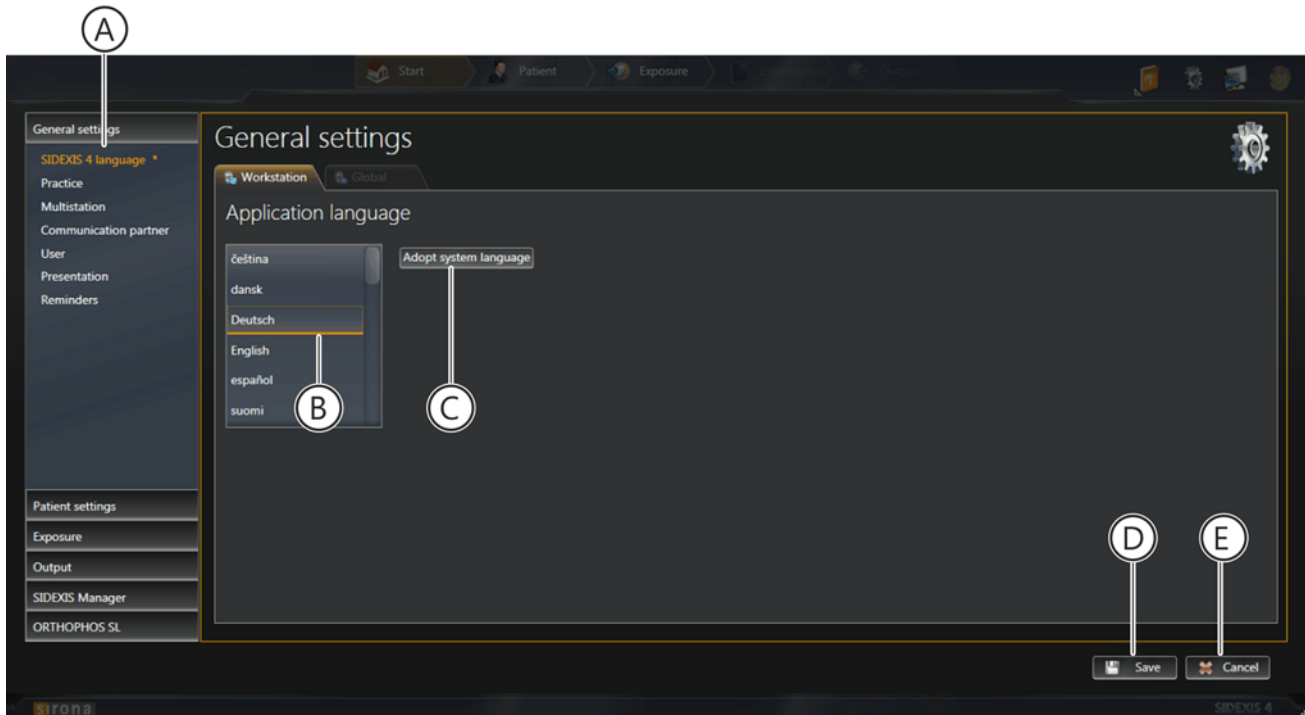 A
Start
Patient
Exposure
Output
General settings
SIDEXIS 4 language *
Practice
Multistation
Communication partner
User
Presentation
Reminders
Patient settings
Exposure
Output
SIDEXIS Manager
ORTHOPHOS SL
General settings
Workstation
Global
Application language
čeština
dansk
Deutsch
English
español
suomi
Adopt system language
B
C
D
E
Save
Cancel
sirona
SIDEXIS 4